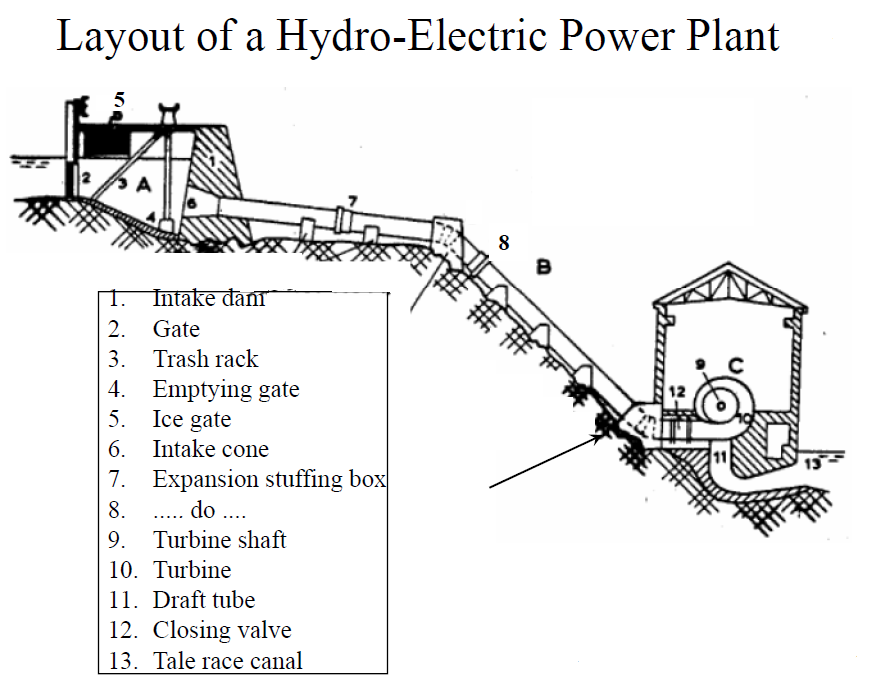 Layout of a Hydro-Electric Power Plant
5
1
2
3
A
4
6
7
8
B
9
C
12
10
11
13
1. Intake dam
2. Gate
3. Trash rack
4. Emptying gate
5. Ice gate
6. Intake cone
7. Expansion stuffing box
8. ..... do ....
9. Turbine shaft
10. Turbine
11. Draft tube
12. Closing valve
13. Tale race canal